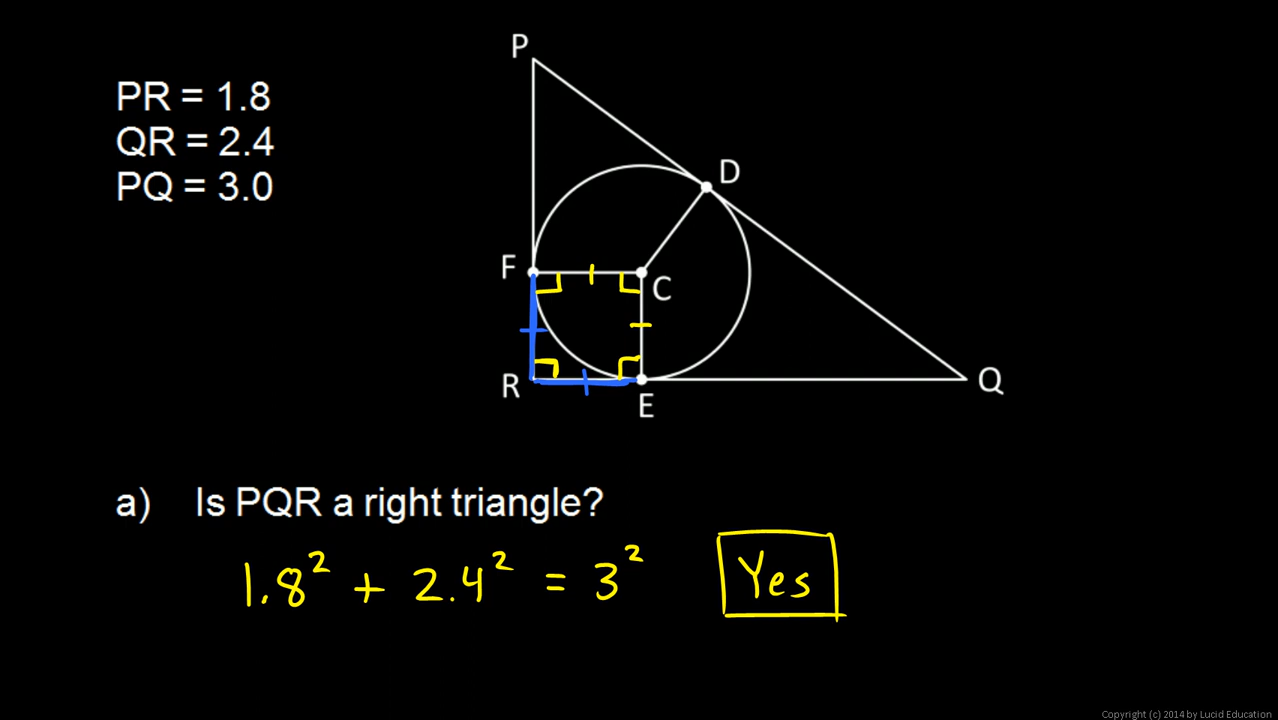 PR = 1.8
QR = 2.4
PQ = 3.0
P
D
F
C
R
E
Q
a) Is PQR a right triangle?
1.8² + 2.4² = 3² Yes
Copyright (c) 2014 by Lucid Education